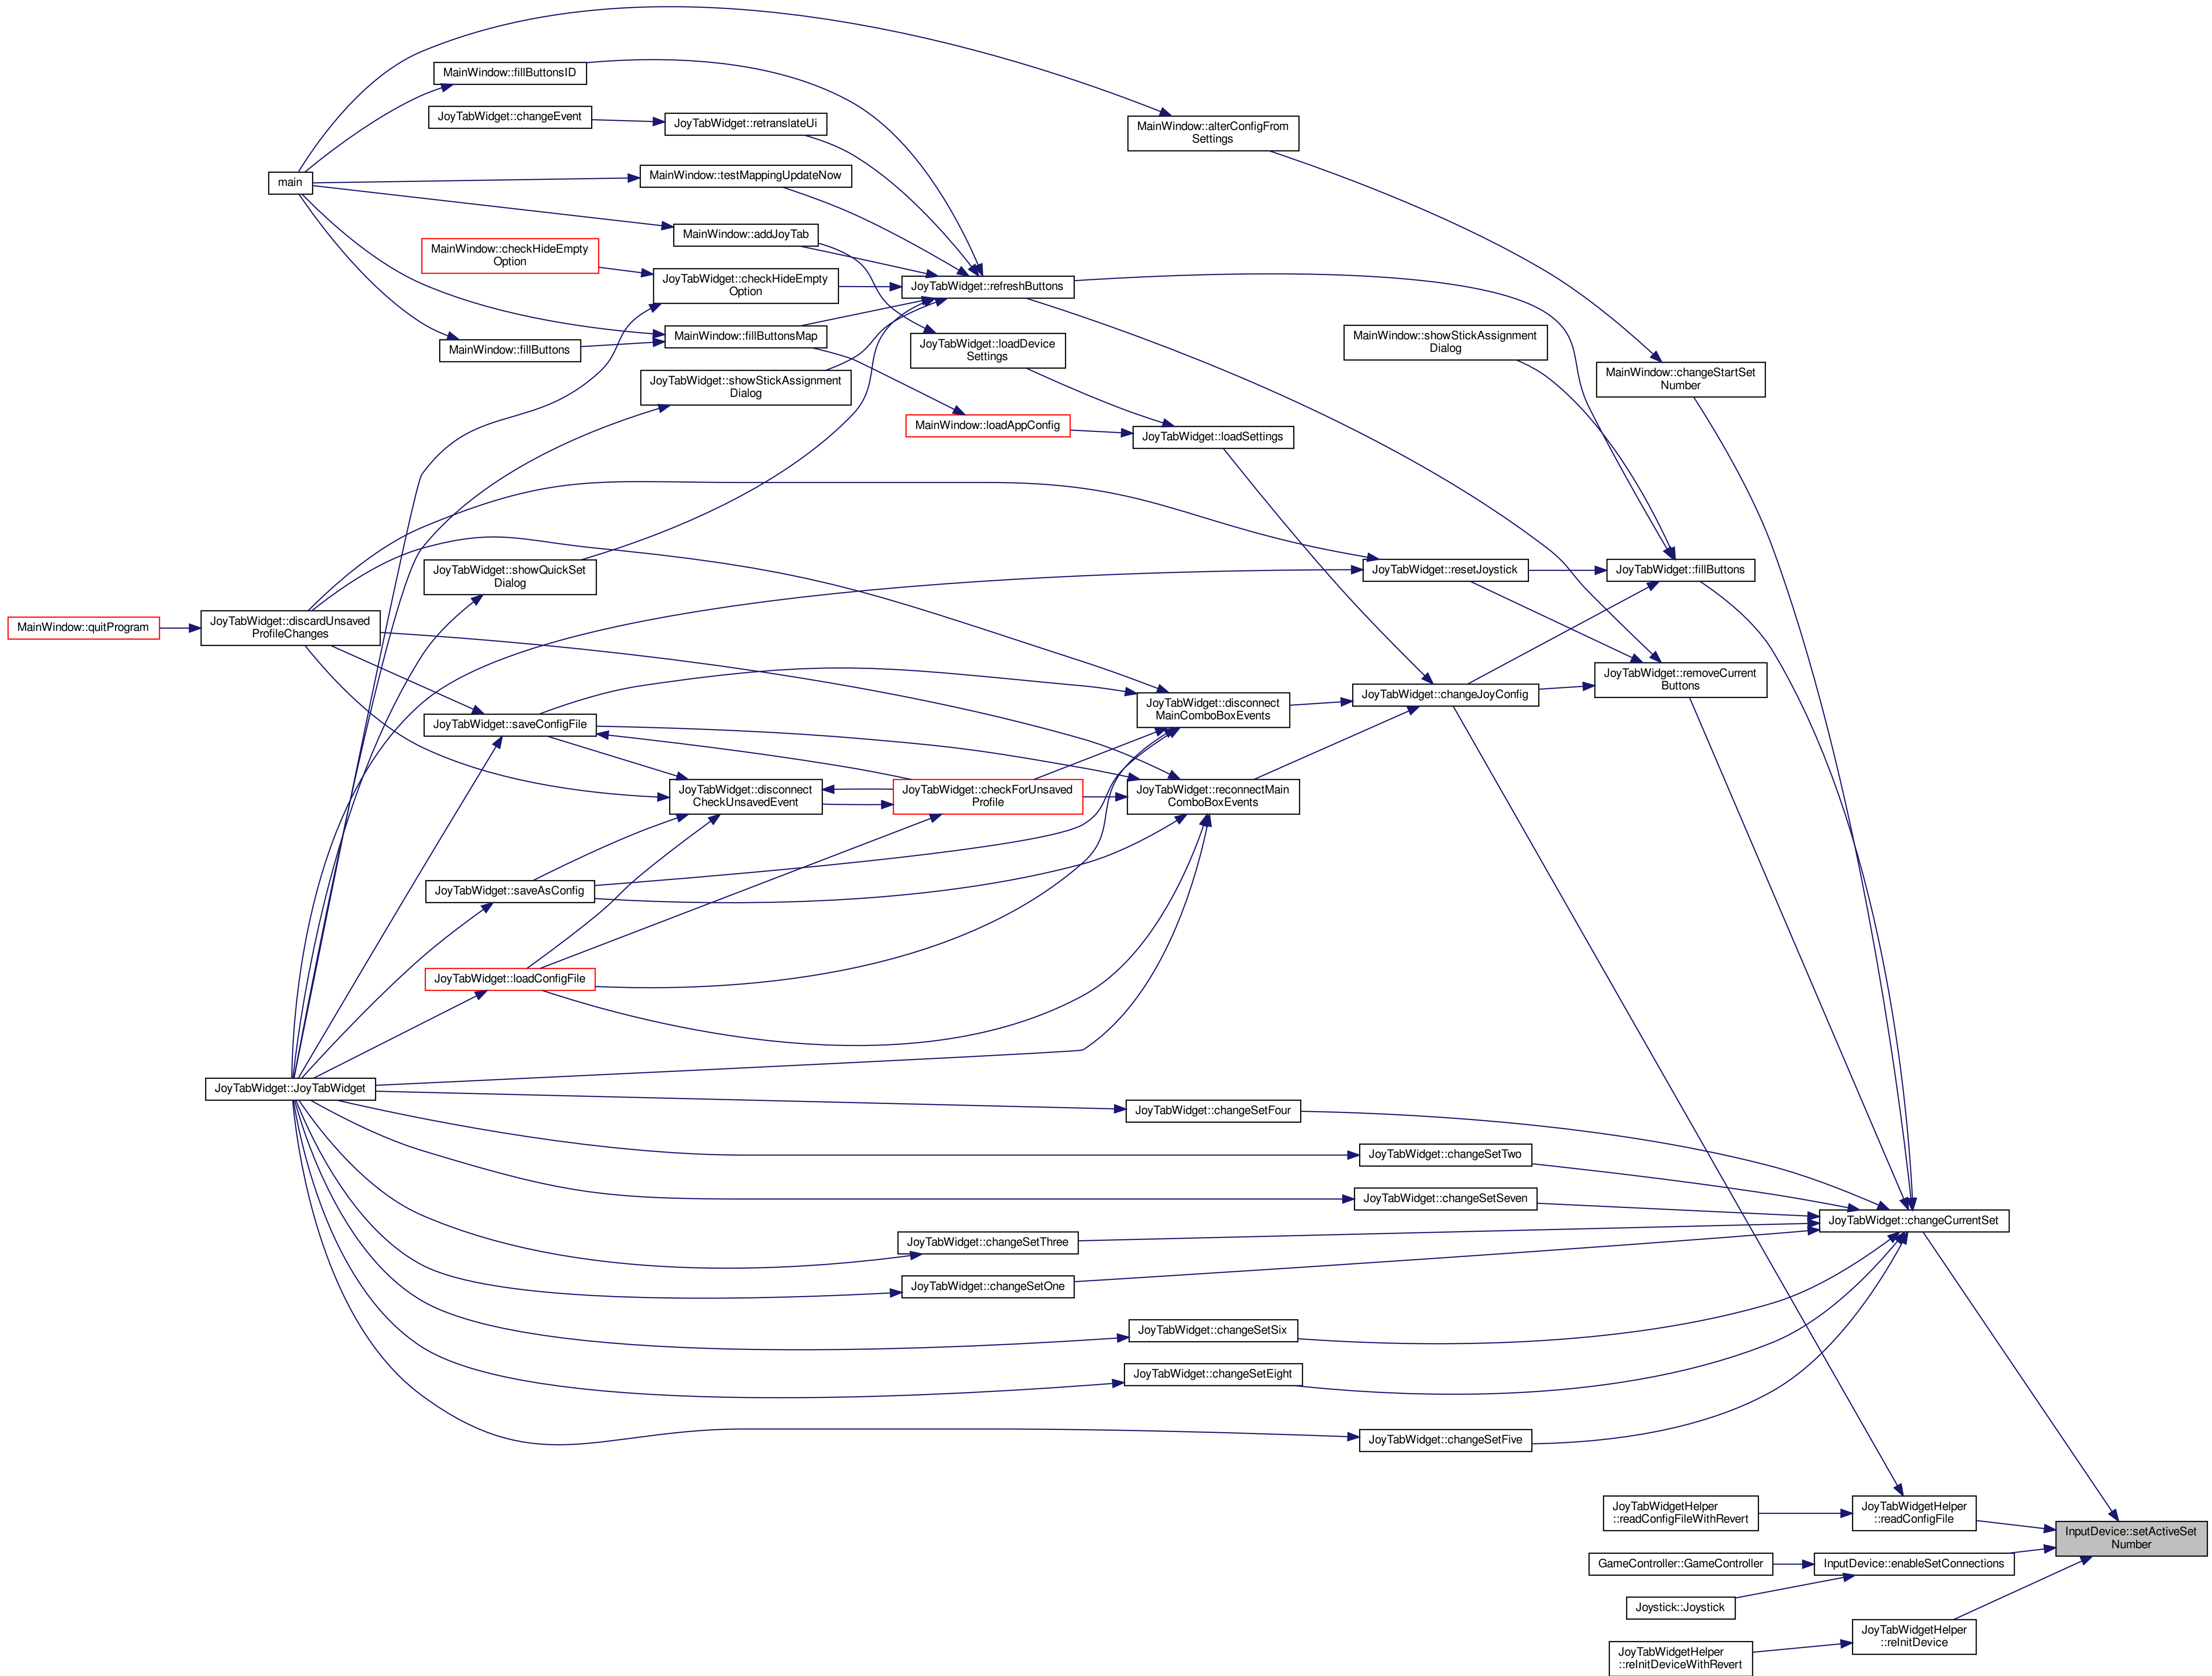 MainWindow::fillButtonsID
JoyTabWidget::changeEvent
JoyTabWidget::retranslateUi
MainWindow::alterConfigFrom
Settings
main
MainWindow::testMappingUpdateNow
MainWindow::addJoyTab
MainWindow::checkHideEmpty
Option
JoyTabWidget::checkHideEmpty
Option
JoyTabWidget::refreshButtons
MainWindow::fillButtonsMap
MainWindow::fillButtons
JoyTabWidget::loadDevice
Settings
MainWindow::showStickAssignment
Dialog
JoyTabWidget::showStickAssignment
Dialog
MainWindow::changeStartSet
Number
MainWindow::loadAppConfig
JoyTabWidget::loadSettings
JoyTabWidget::showQuickSet
Dialog
JoyTabWidget::resetJoystick
JoyTabWidget::fillButtons
MainWindow::quitProgram
JoyTabWidget::discardUnsaved
ProfileChanges
JoyTabWidget::removeCurrent
Buttons
JoyTabWidget::changeJoyConfig
JoyTabWidget::disconnect
MainComboBoxEvents
JoyTabWidget::saveConfigFile
JoyTabWidget::disconnect
CheckUnsavedEvent
JoyTabWidget::checkForUnsaved
Profile
JoyTabWidget::reconnectMain
ComboBoxEvents
JoyTabWidget::saveAsConfig
JoyTabWidget::loadConfigFile
JoyTabWidget::JoyTabWidget
JoyTabWidget::changeSetFour
JoyTabWidget::changeSetTwo
JoyTabWidget::changeSetSeven
JoyTabWidget::changeCurrentSet
JoyTabWidget::changeSetThree
JoyTabWidget::changeSetOne
JoyTabWidget::changeSetSix
JoyTabWidget::changeSetEight
JoyTabWidget::changeSetFive
JoyTabWidgetHelper
::readConfigFileWithRevert
JoyTabWidgetHelper
::readConfigFile
InputDevice::setActiveSet
Number
GameController::GameController
InputDevice::enableSetConnections
Joystick::Joystick
JoyTabWidgetHelper
::reInitDevice
JoyTabWidgetHelper
::reInitDeviceWithRevert